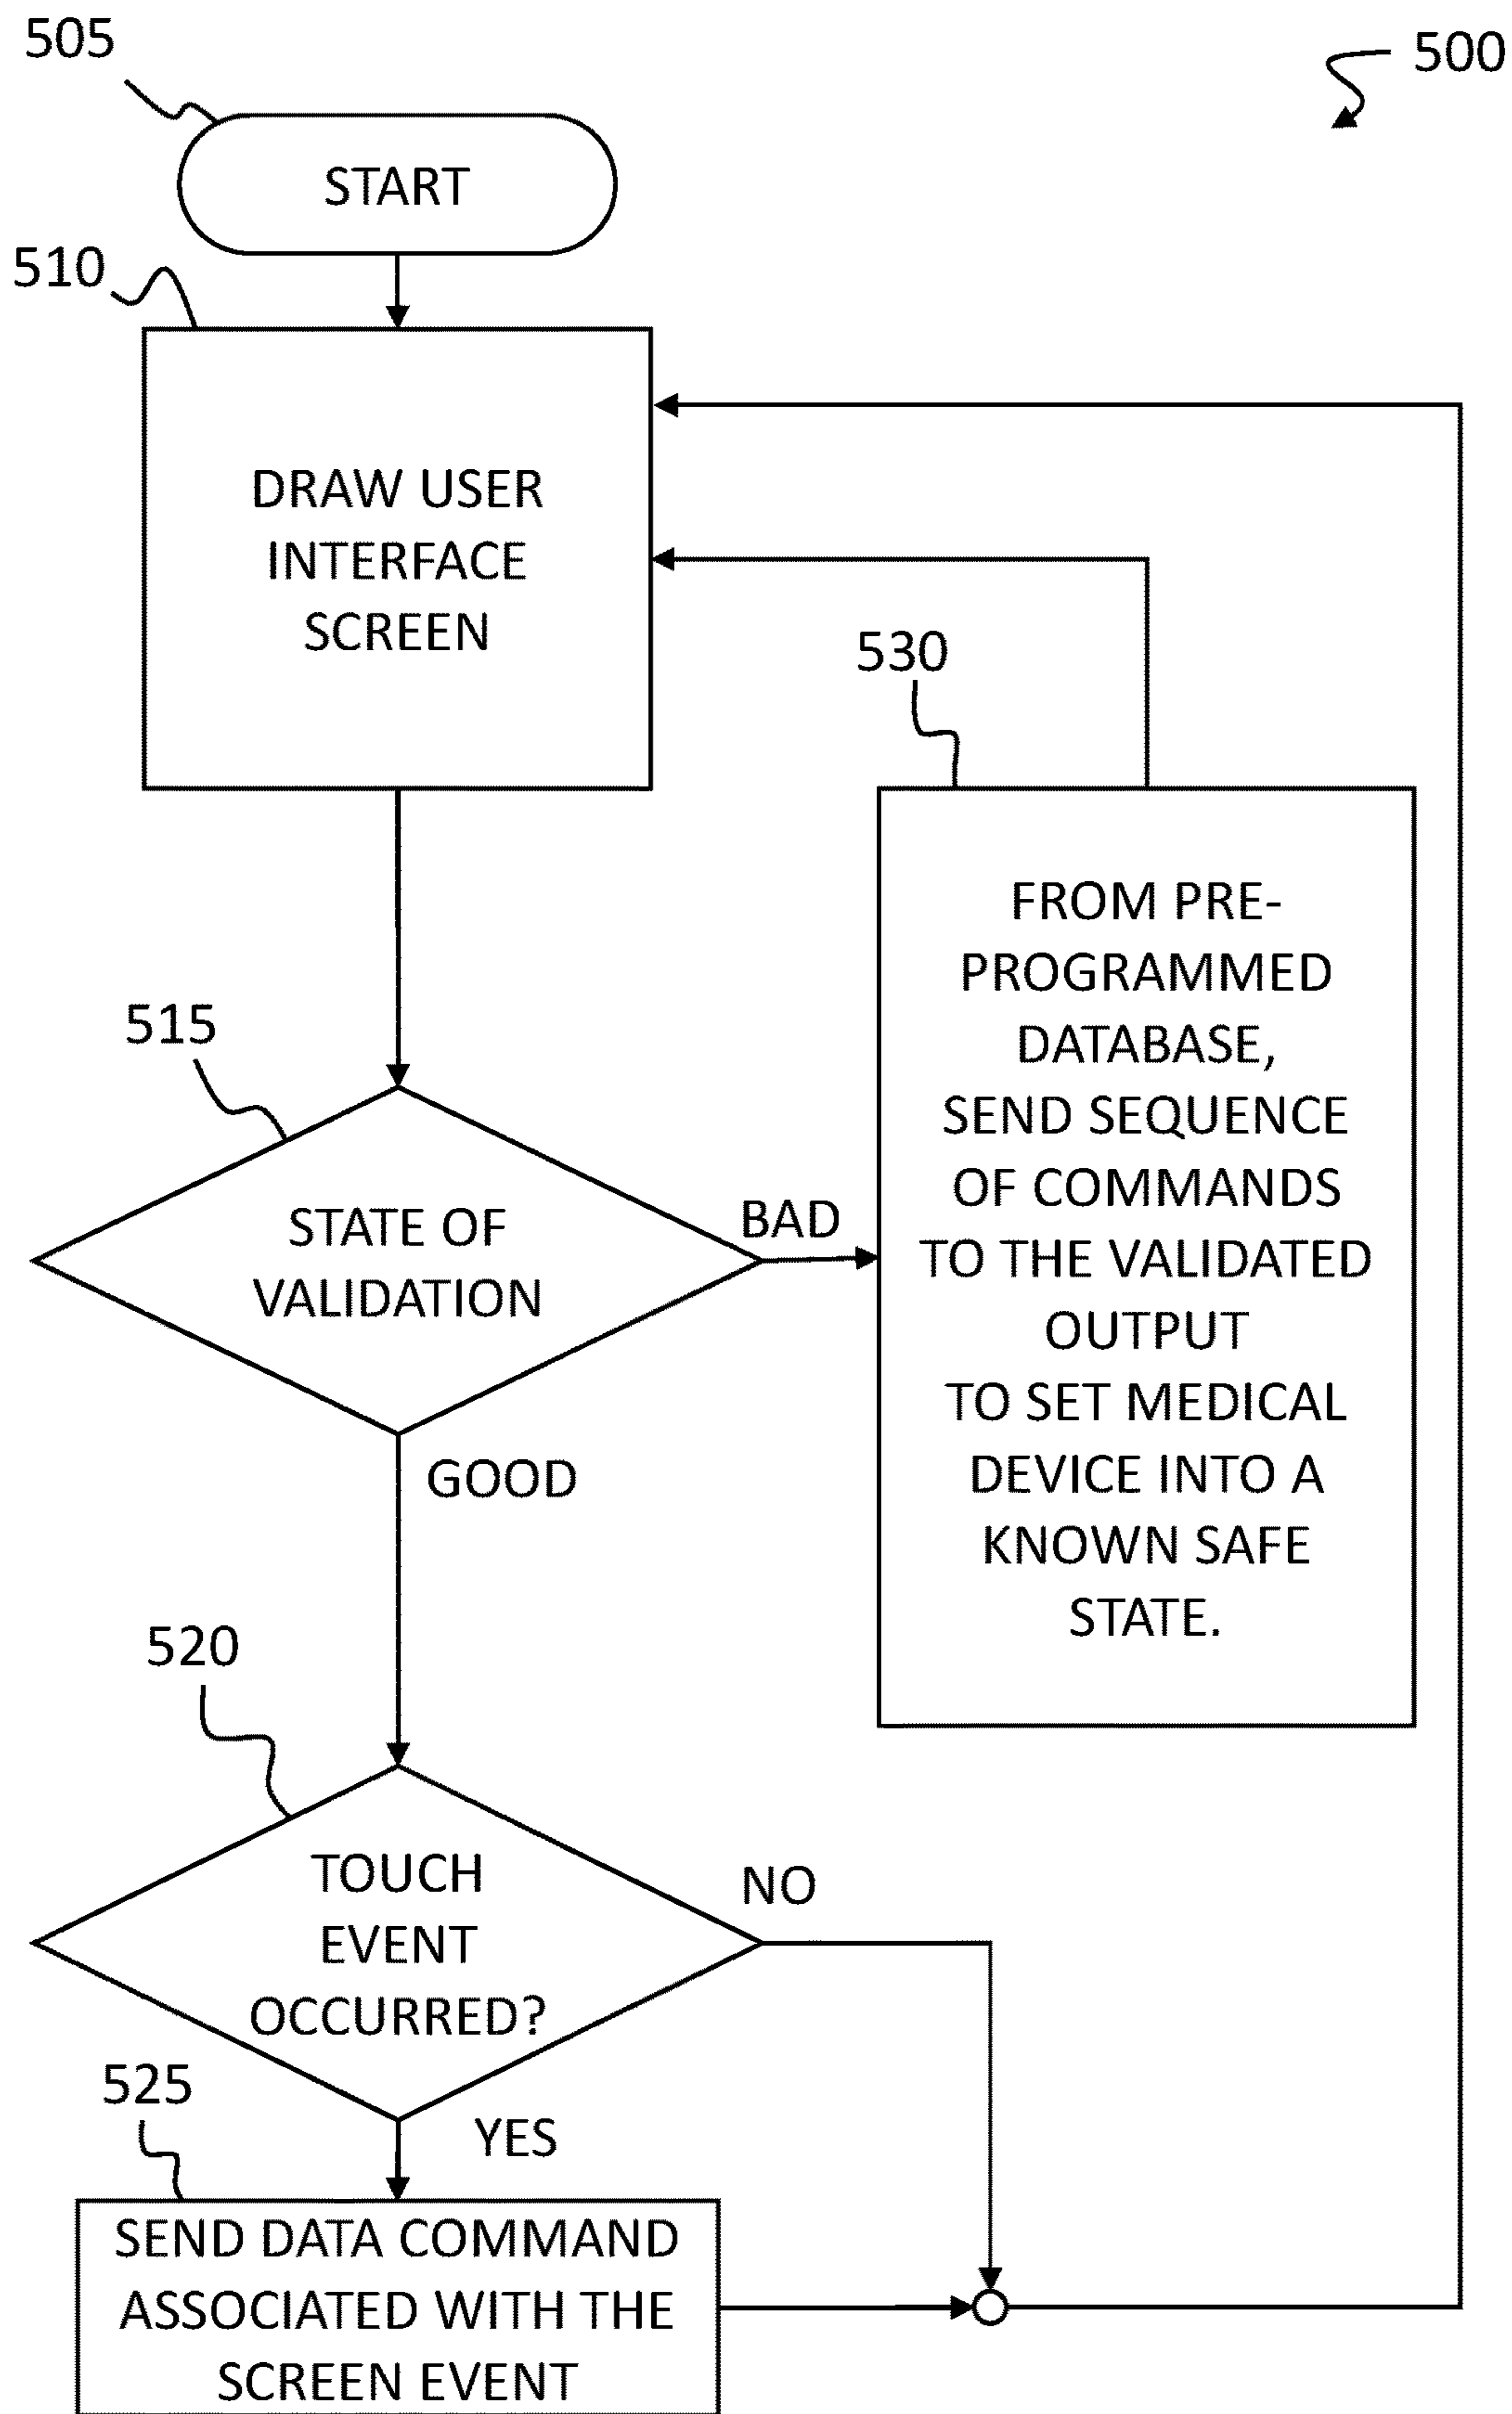 505
500
START
510
DRAW USER
INTERFACE
SCREEN
530
FROM PRE-
PROGRAMMED
DATABASE,
SEND SEQUENCE
OF COMMANDS
TO THE VALIDATED
OUTPUT
TO SET MEDICAL
DEVICE INTO A
KNOWN SAFE
STATE.
515
STATE OF
VALIDATION
BAD
GOOD
520
TOUCH
EVENT
OCCURRED?
NO
YES
525
SEND DATA COMMAND
ASSOCIATED WITH THE
SCREEN EVENT